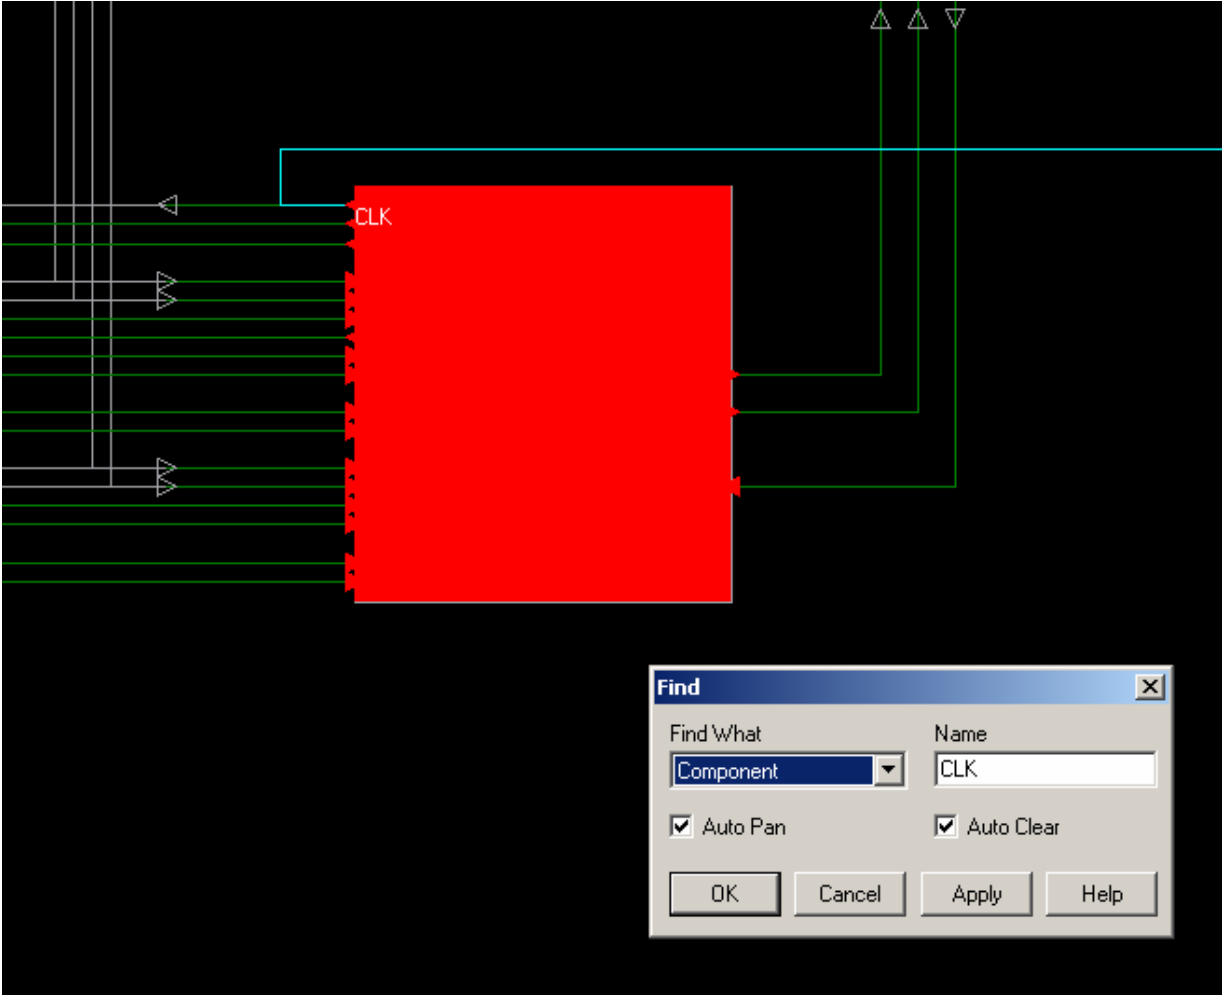 CLK
Find
Find What
Name
Component
CLK
Auto Pan
Auto Clear
OK
Cancel
Apply
Help